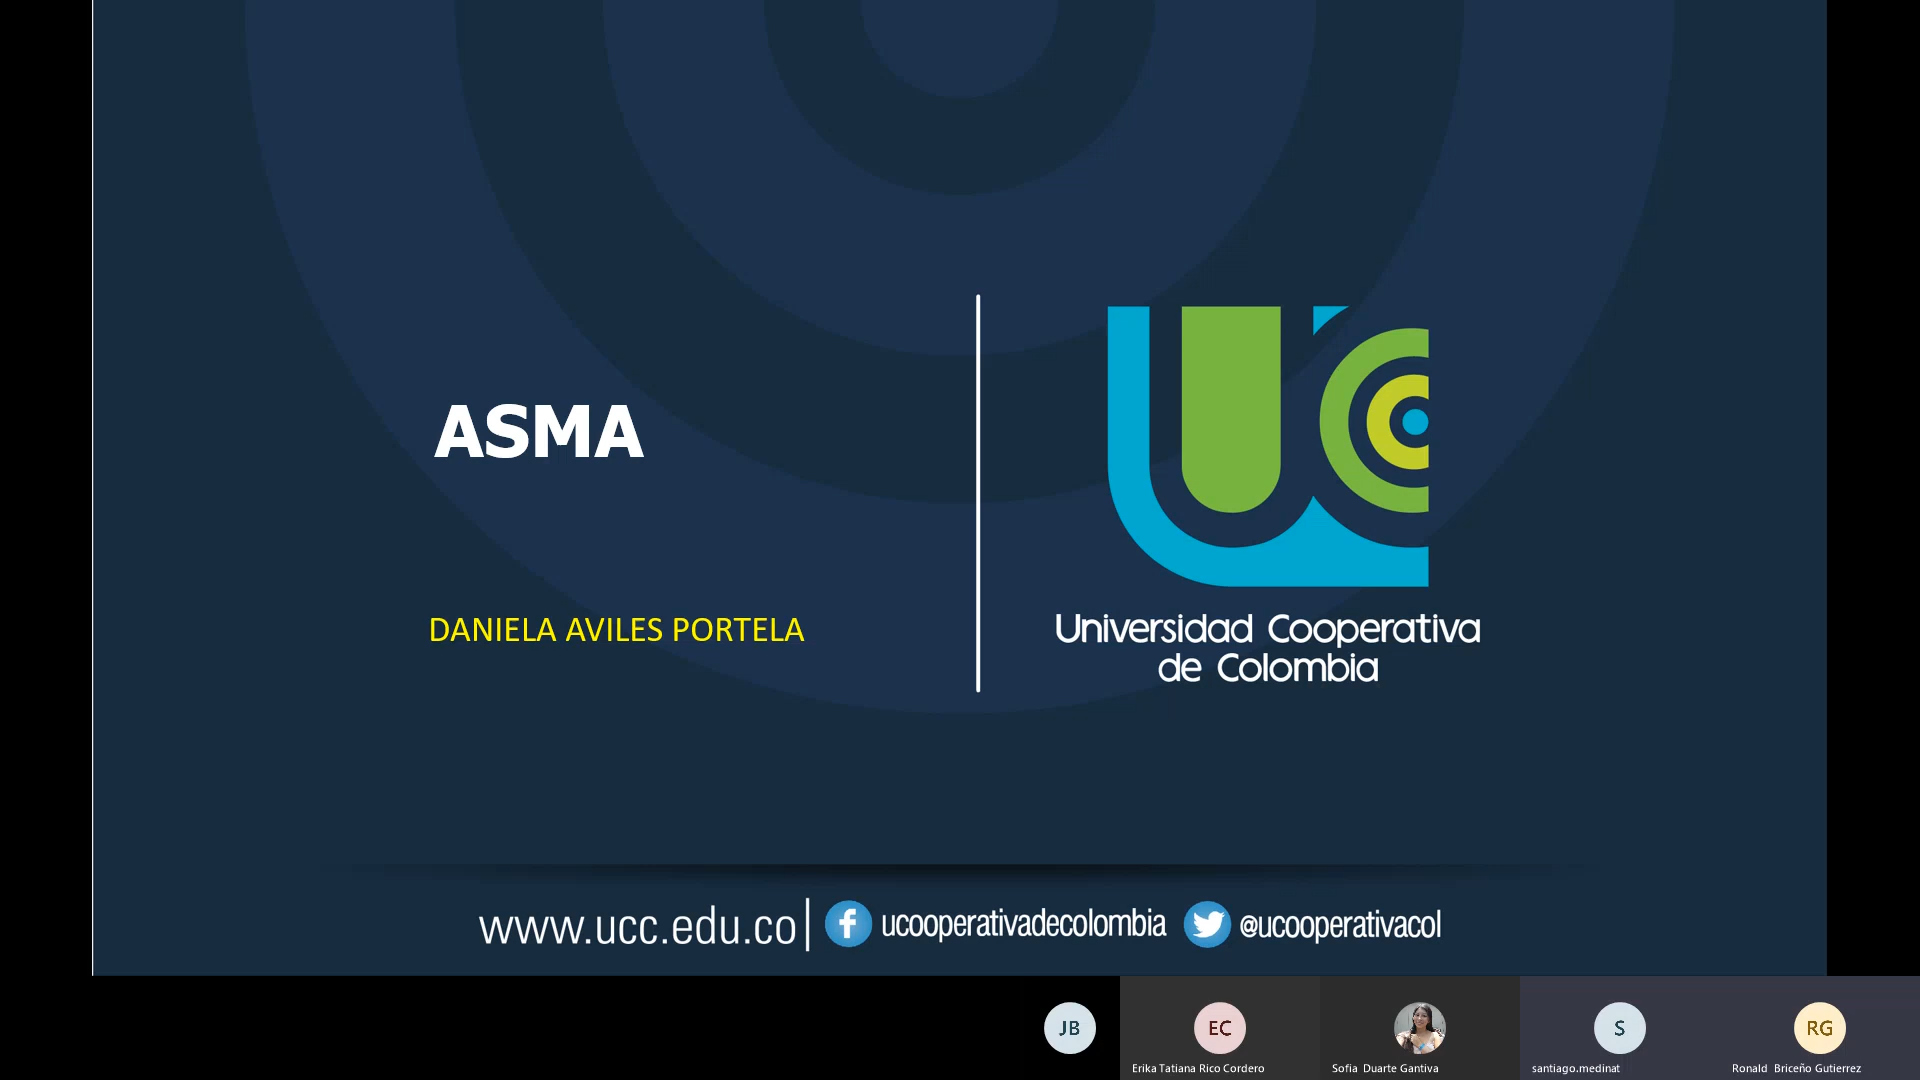 ASMA
DANIELA AVILES PORTELA
Universidad Cooperativa
de Colombia
www.ucc.edu.co
ucooperativadecolombia
@ucooperativacol
JB
EC
S
RG
Erika Tatiana Rico Cordero
Sofia Duarte Gantiva
santiago.medinat
Ronald Briceño Gutierrez